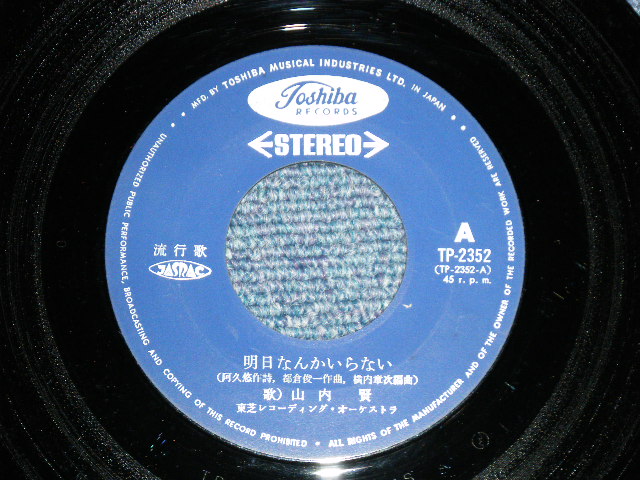 MFD. BY TOSHIBA MUSICAL INDUSTRIES LTD. IN JAPAN
Toshiba
RECORDS
STEREO
流行歌
JASRAC
A
TP-2352
(TP-2352-A)
45 r. p. m.
明日なんかいらない
(阿久悠作詩, 都倉俊一作曲, 横内章次編曲)
歌) 山内 賢
東芝レコーディング・オーケストラ
UNAUTHORIZED PUBLIC PERFORMANCE, BROADCASTING AND COPYING OF THIS RECORD PROHIBITED • ALL RIGHTS OF THE MANUFACTURER AND OF THE OWNER OF THE RECORDED WORK ARE RESERVED